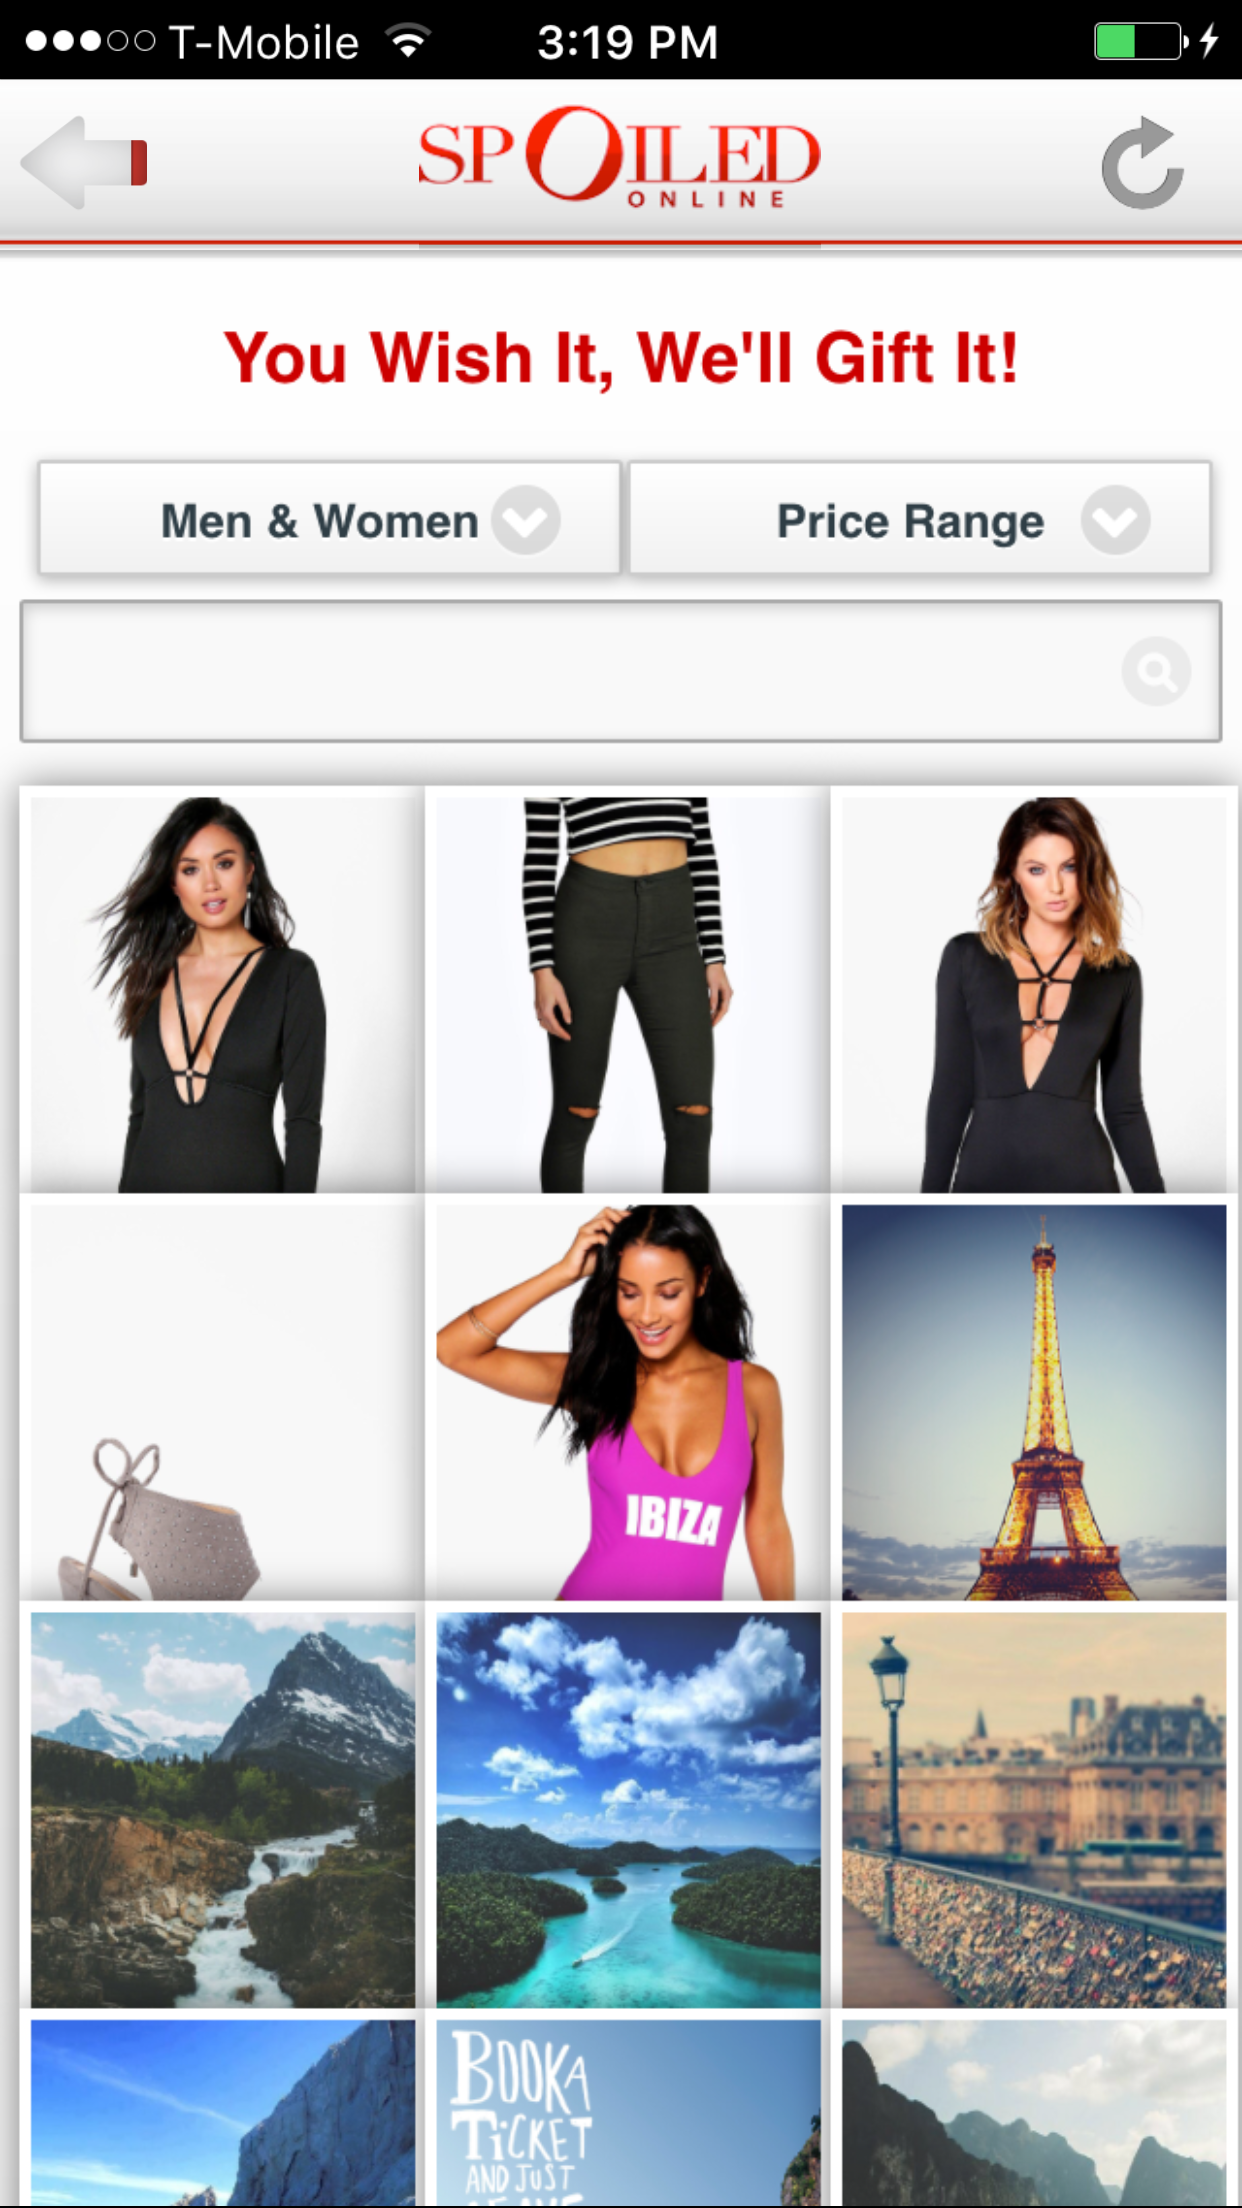 T-Mobile 3:19 PM
SPOILED
ONLINE
You Wish It, We'll Gift It!
Men & Women Price Range
IBIZA
BOOK A
TICKET
AND JUST
LEAVE